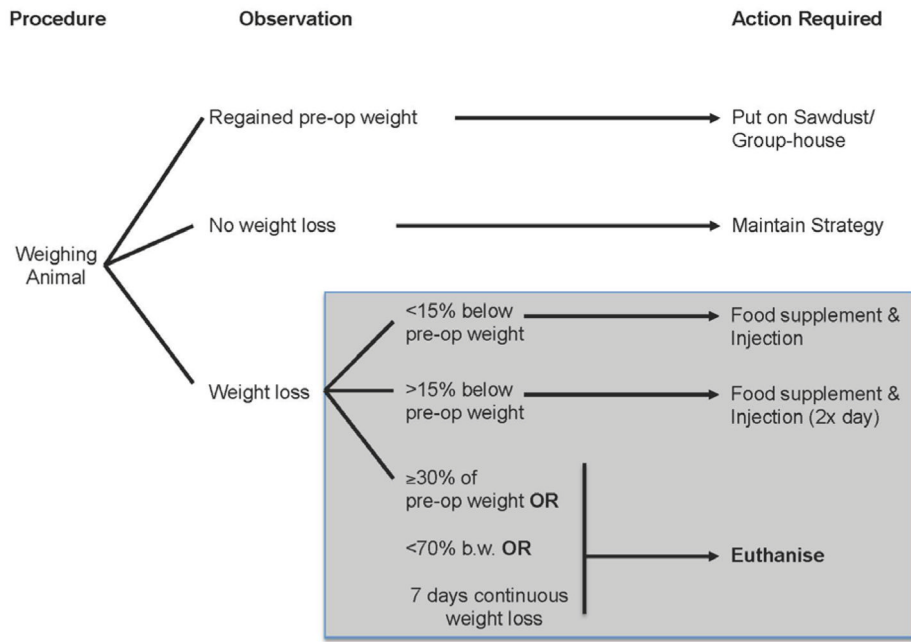 Procedure
Observation
Action Required
Regained pre-op weight
Put on Sawdust/
Group-house
No weight loss
Maintain Strategy
Weighing
Animal
Weight loss
<15% below
pre-op weight
Food supplement &
Injection
>15% below
pre-op weight
Food supplement &
Injection (2x day)
≥30% of
pre-op weight OR
<70% b.w. OR
7 days continuous
weight loss
Euthanise